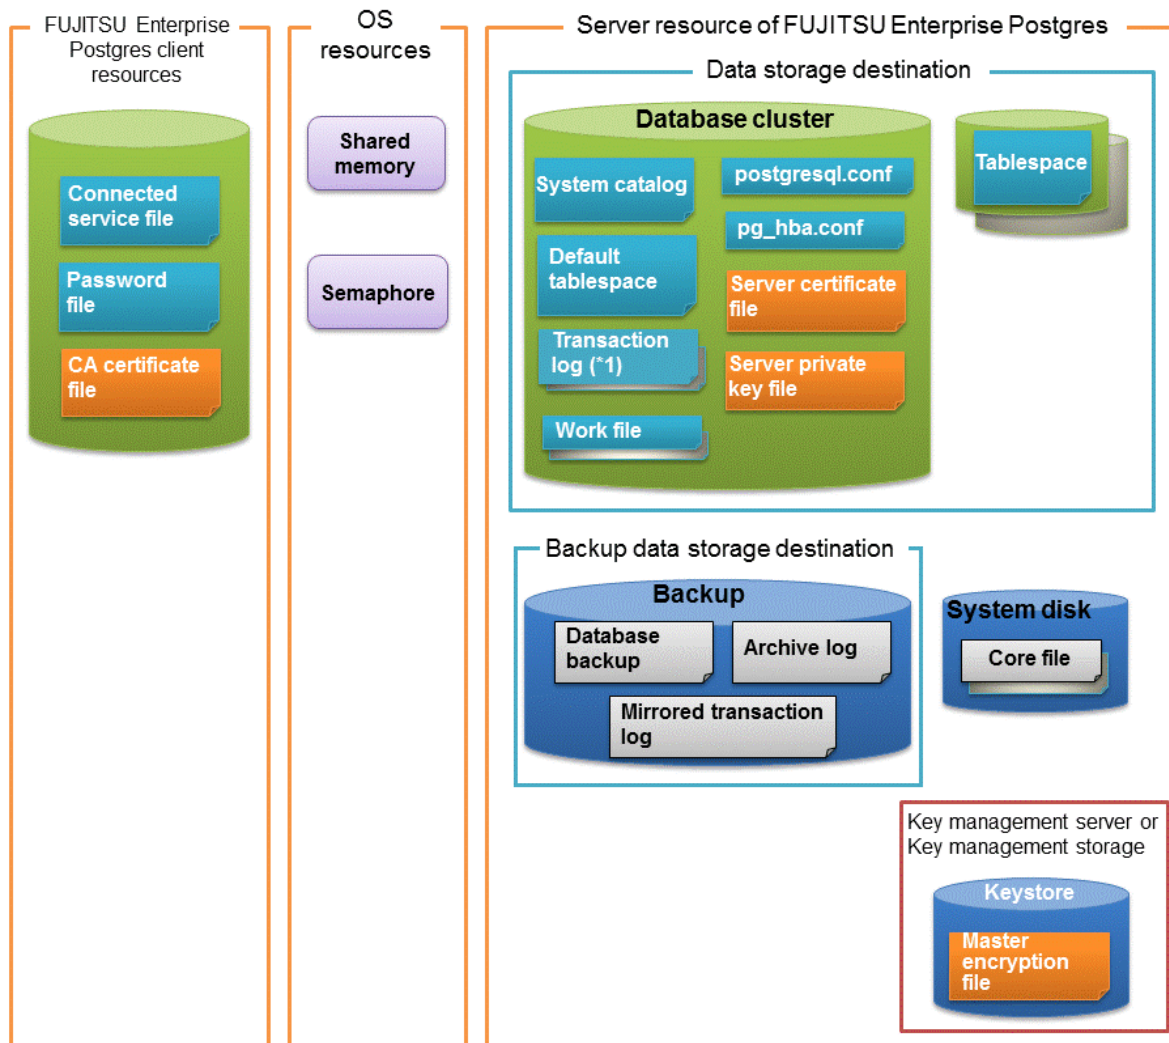 FUJITSU Enterprise
Postgres client
resources
Connected
service file
Password
file
CA certificate
file
OS
resources
Shared
memory
Semaphore
Server resource of FUJITSU Enterprise Postgres
Data storage destination
Database cluster
System catalog
Default
tablespace
Transaction
log (*1)
Work file
postgresql.conf
pg_hba.conf
Server certificate
file
Server private
key file
Tablespace
Backup data storage destination
Backup
Database
backup
Archive log
Mirrored transaction
log
System disk
Core file
Key management server or
Key management storage
Keystore
Master
encryption
file